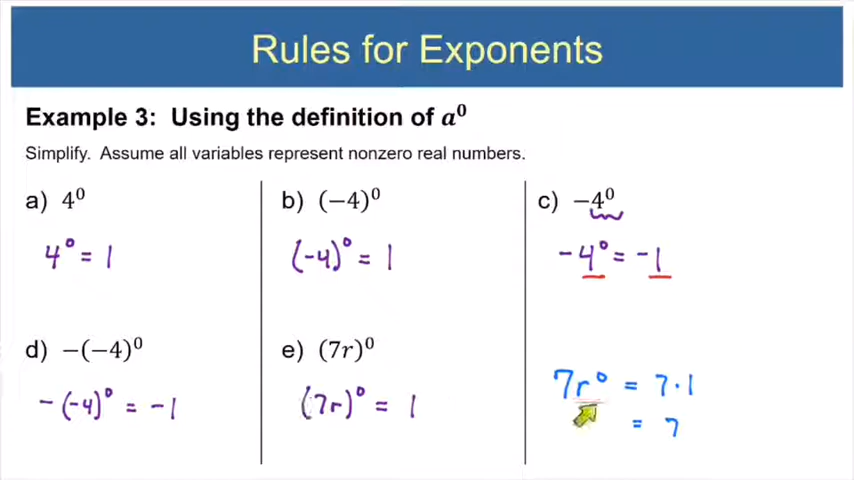 Rules for Exponents
Example 3: Using the definition of a⁰
Simplify. Assume all variables represent nonzero real numbers.
a) 4⁰
4⁰ = 1
b) (−4)⁰
(-4)⁰ = 1
c) −4⁰
-4⁰ = -1
d) −(−4)⁰
-(-4)⁰ = -1
e) (7r)⁰
(7r)⁰ = 1
7r⁰ = 7·1
= 7